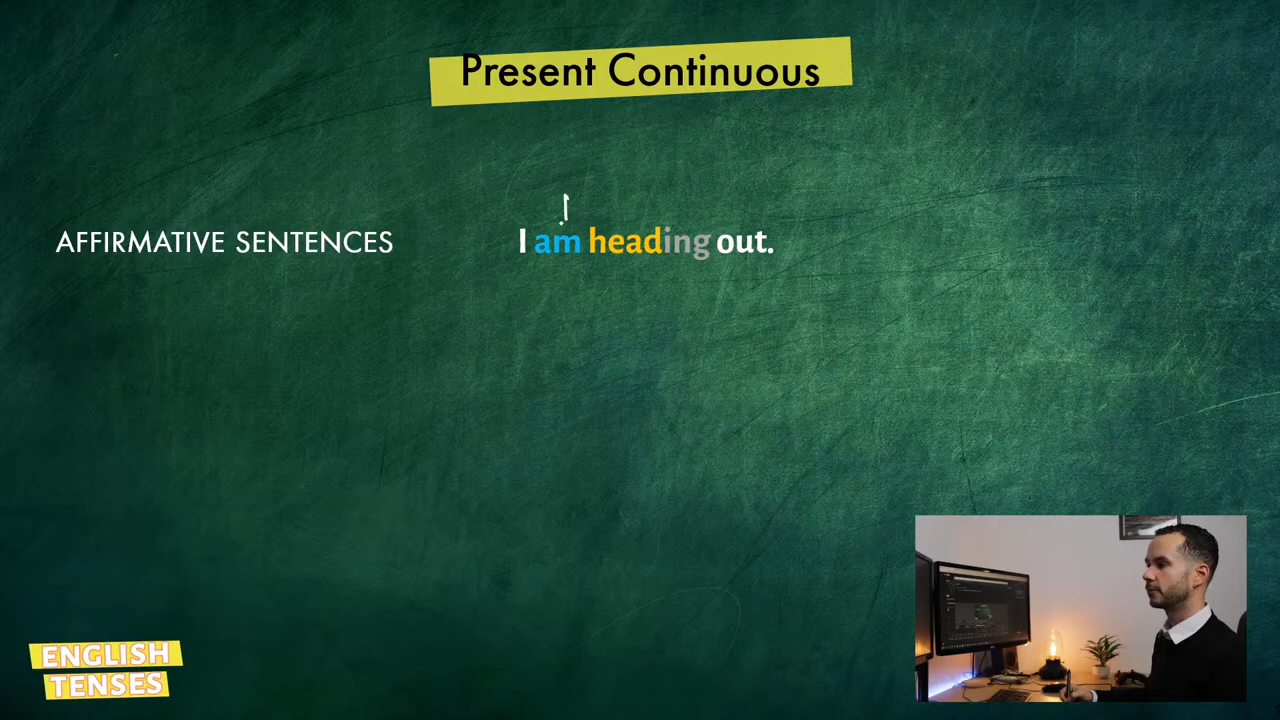 Present Continuous
AFFIRMATIVE SENTENCES
I am heading out.
ENGLISH
TENSES